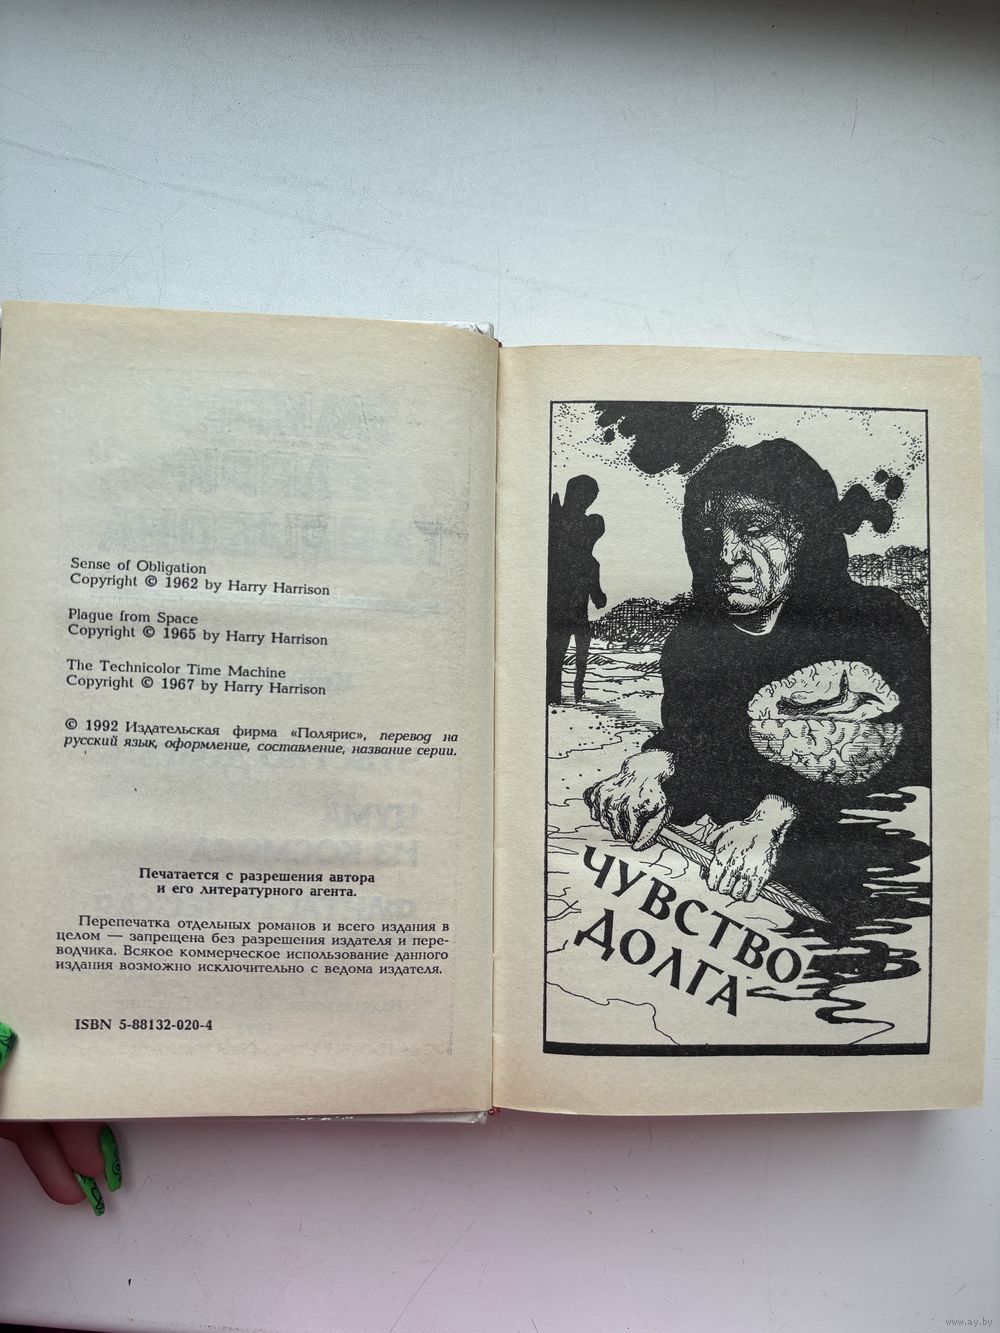 Sense of Obligation
Copyright © 1962 by Harry Harrison
Plague from Space
Copyright © 1965 by Harry Harrison
The Technicolor Time Machine
Copyright © 1967 by Harry Harrison
© 1992 Издательская фирма «Полярис», перевод на
русский язык, оформление, составление, название серии.
Печатается с разрешения автора
и его литературного агента.
Перепечатка отдельных романов и всего издания в
целом — запрещена без разрешения издателя и пере-
водчика. Всякое коммерческое использование данного
издания возможно исключительно с ведома издателя.
ISBN 5-88132-020-4
ЧУВСТВО
ДОЛГА
www.ay.by